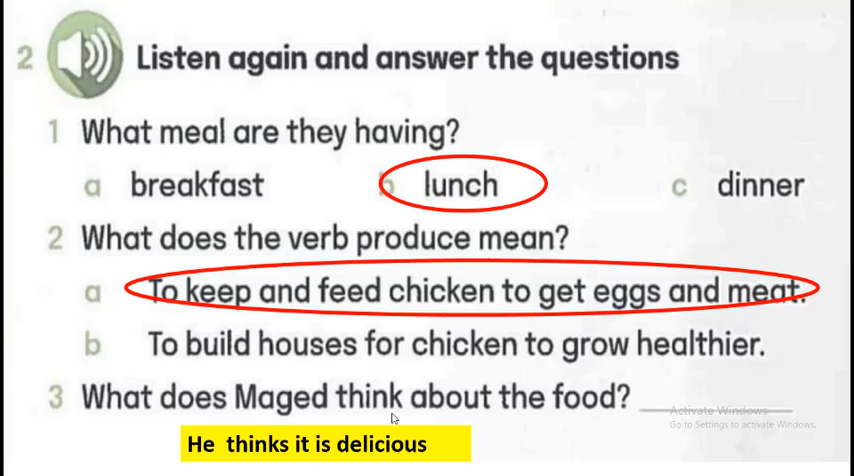 2 Listen again and answer the questions
1 What meal are they having?
a breakfast b lunch c dinner
2 What does the verb produce mean?
a To keep and feed chicken to get eggs and meat.
b To build houses for chicken to grow healthier.
3 What does Maged think about the food?
Activate Windows
Go to Settings to activate Windows.
He thinks it is delicious